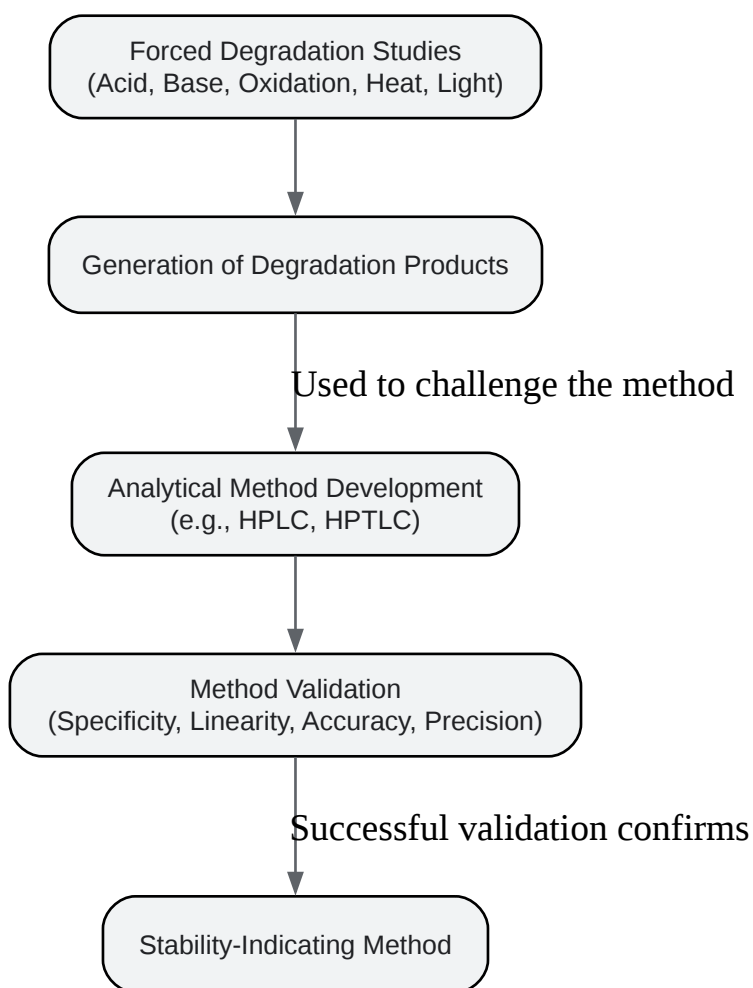 Forced Degradation Studies
(Acid, Base, Oxidation, Heat, Light)
Generation of Degradation Products
Used to challenge the method
Analytical Method Development
(e.g., HPLC, HPTLC)
Method Validation
(Specificity, Linearity, Accuracy, Precision)
Successful validation confirms
Stability-Indicating Method